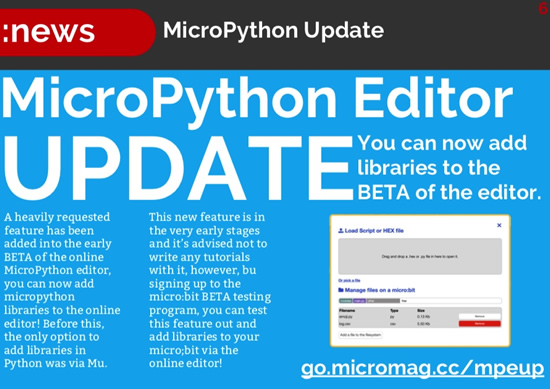 :news
MicroPython Update
6
MicroPython Editor
UPDATE
You can now add
libraries to the
BETA of the editor.
A heavily requested
feature has been
added into the early
BETA of the online
MicroPython editor,
you can now add
micropython
libraries to the online
editor! Before this,
the only option to
add libraries in
Python was via Mu.
This new feature is in
the very early stages
and it's advised not to
write any tutorials
with it, however, bu
signing up to the
micro:bit BETA testing
program, you can test
this feature out and
add libraries to your
micro;bit via the
online editor!
Load Script or HEX file
Drag and drop a .hex or .py file in here to open it.
Or pick a file
Manage files on a micro:bit
free
Filename Type Size
py
csv
Remove
Add a file to the filesystem
go.micromag.cc/mpeup